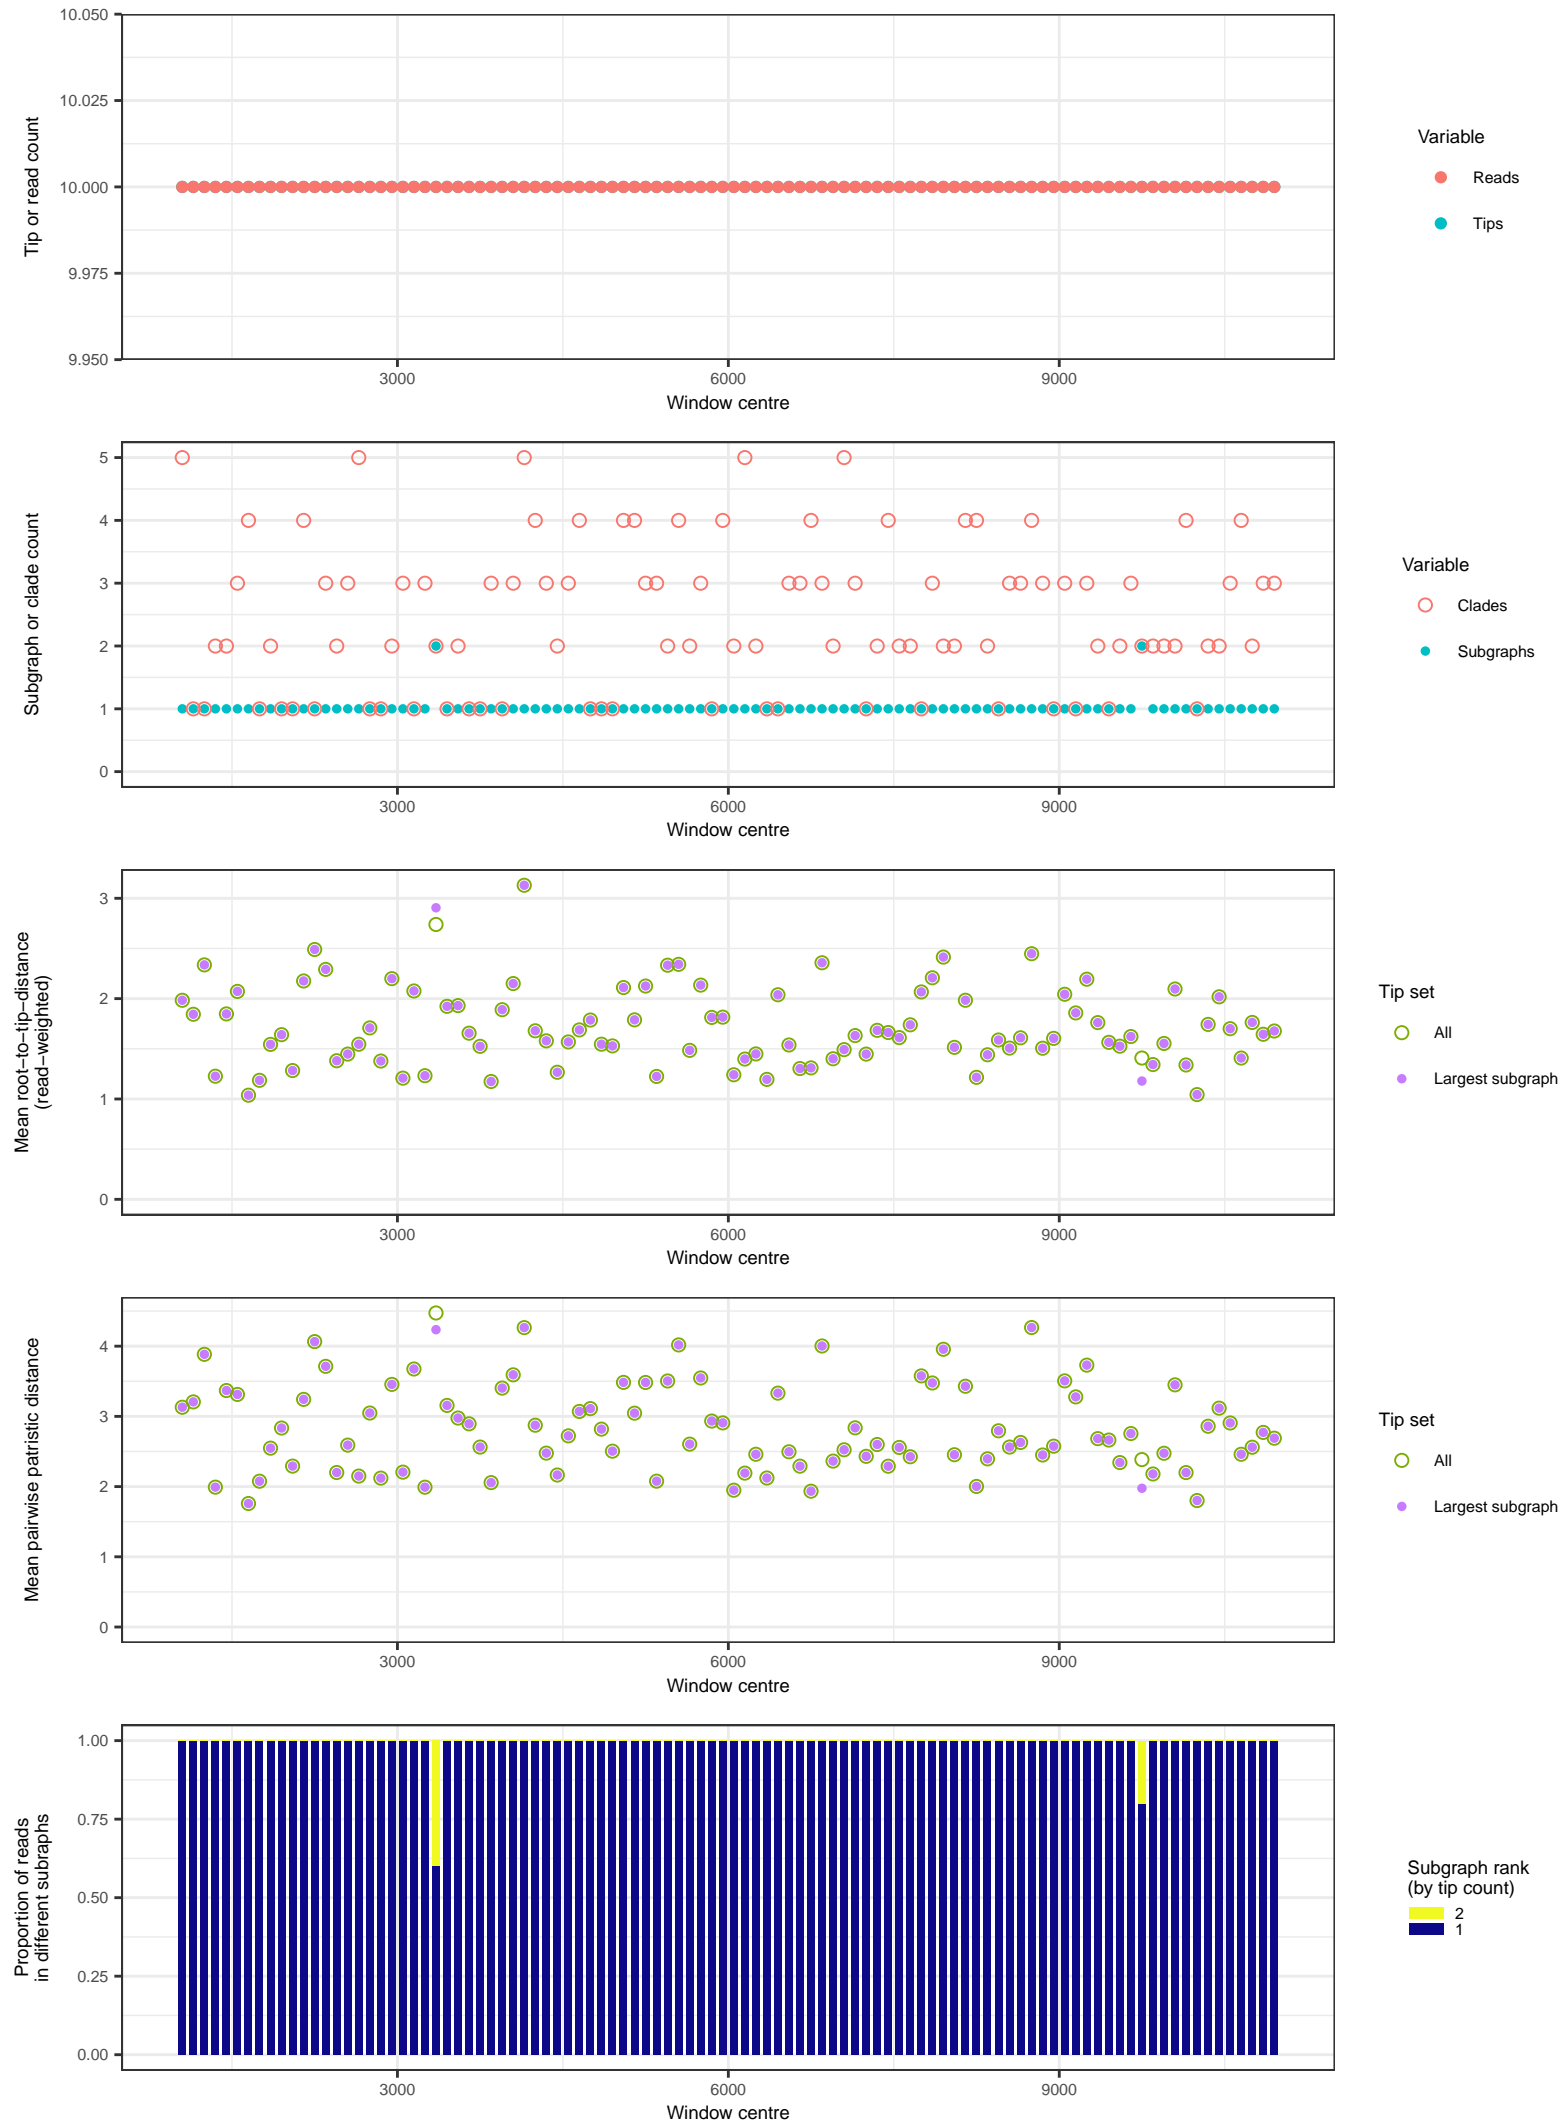 10.050
10.025
10.000
9.975
9.950
Tip or read count
3000 6000 9000
Window centre
Variable
Reads
Tips
5
4
3
2
1
0
Subgraph or clade count
3000 6000 9000
Window centre
Variable
Clades
Subgraphs
3
2
1
0
Mean root−to−tip−distance
(read−weighted)
3000 6000 9000
Window centre
Tip set
All
Largest subgraph
4
3
2
1
0
Mean pairwise patristic distance
3000 6000 9000
Window centre
Tip set
All
Largest subgraph
1.00
0.75
0.50
0.25
0.00
Proportion of reads
in different subraphs
3000 6000 9000
Window centre
Subgraph rank
(by tip count)
2
1